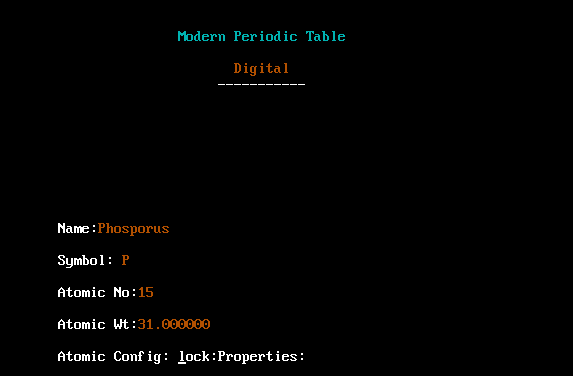 Modern Periodic Table
Digital
-----------
Name:Phosporus
Symbol: P
Atomic No:15
Atomic Wt:31.000000
Atomic Config: lock:Properties: